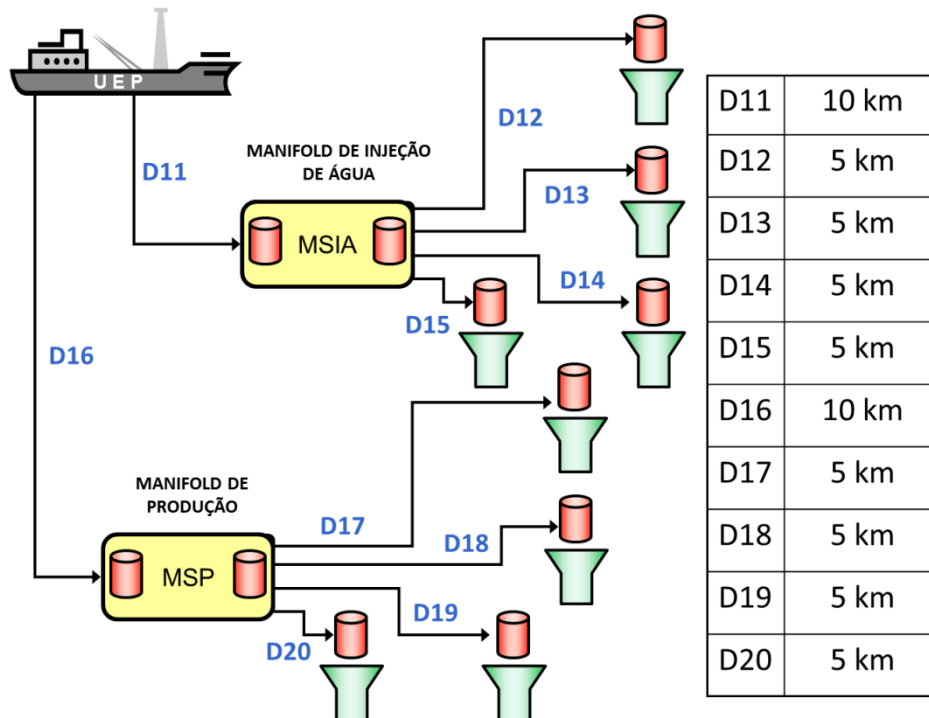 UEP
D12
MANIFOLD DE INJEÇÃO
DE ÁGUA
D11
D13
MSIA
D14
D15
D16
MANIFOLD DE
PRODUÇÃO
D17
D18
MSP
D19
D20
D11 10 km
D12 5 km
D13 5 km
D14 5 km
D15 5 km
D16 10 km
D17 5 km
D18 5 km
D19 5 km
D20 5 km